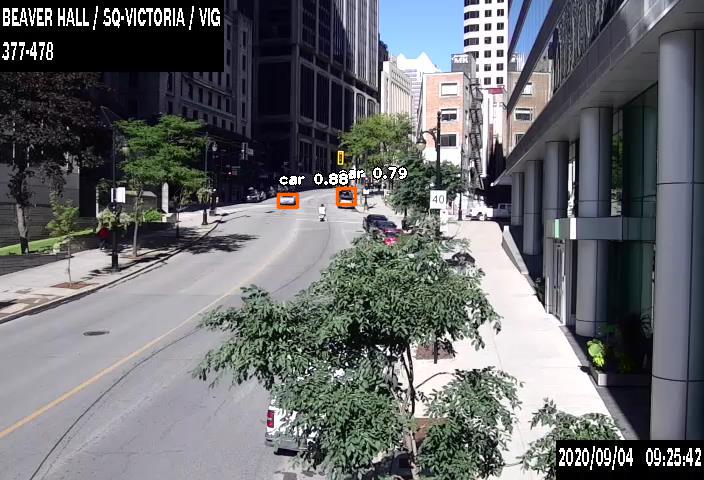 BEAVER HALL / SQ-VICTORIA / VIG
377-478
MK
car 0.88
car 0.79
40
2020/09/04 09:25:42